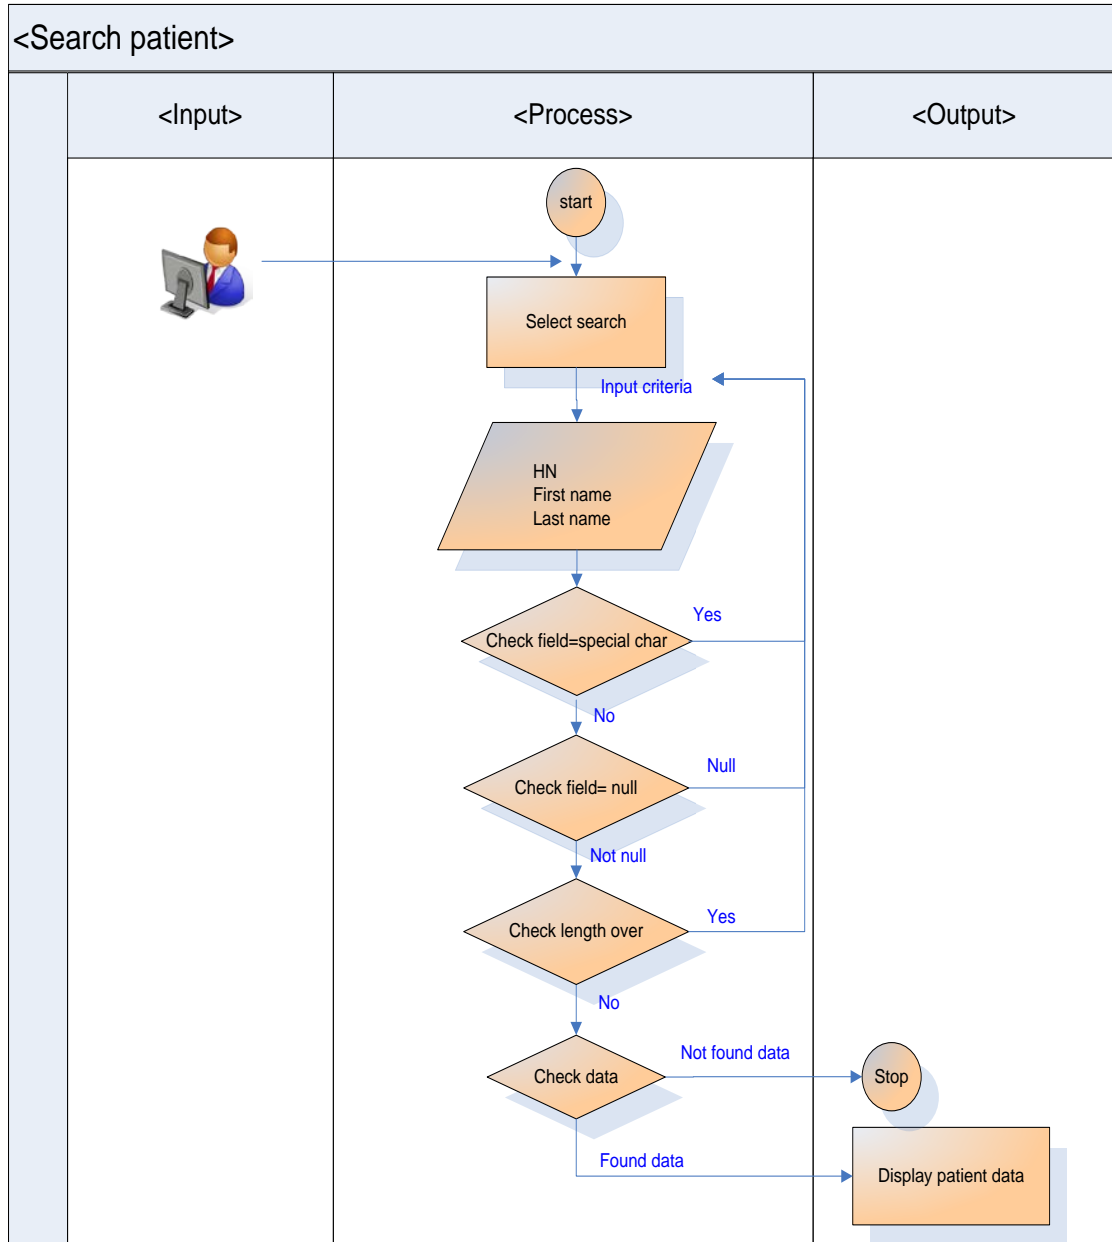 <Search patient>
<Input>
<Process>
<Output>
start
Select search
Input criteria
HN
First name
Last name
Check field=special char
Yes
No
Check field= null
Null
Not null
Check length over
Yes
No
Check data
Not found data
Stop
Found data
Display patient data